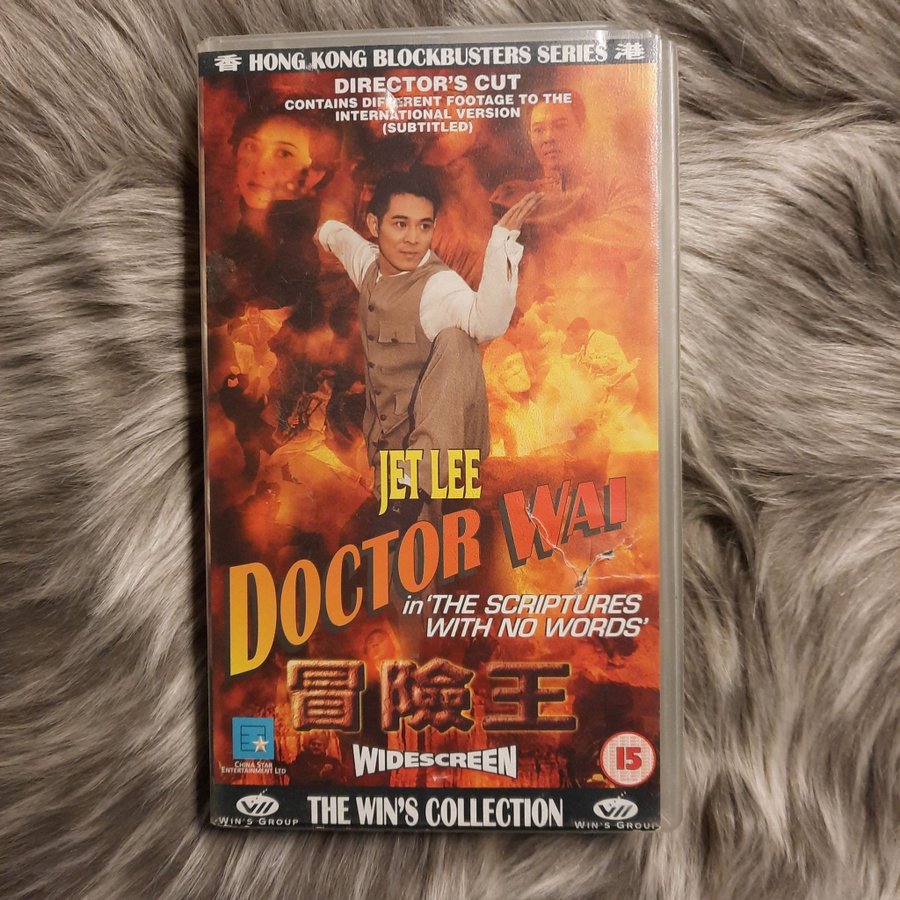 香 HONG KONG BLOCKBUSTERS SERIES 港
DIRECTOR'S CUT
CONTAINS DIFFERENT FOOTAGE TO THE
INTERNATIONAL VERSION
(SUBTITLED)
JET LEE
DOCTOR WAI
in 'THE SCRIPTURES
WITH NO WORDS'
冒險王
CHINA STAR
ENTERTAINMENT LTD
WIDESCREEN
15
WIN'S GROUP
THE WIN'S COLLECTION
WIN'S GROUP